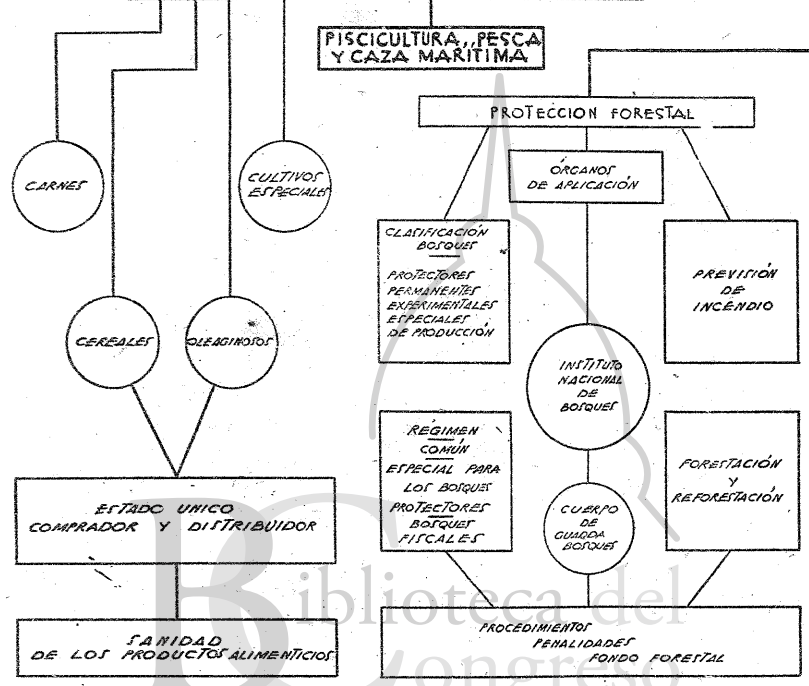 PISCICULTURA,, PESCA
Y CAZA MARITIMA
PROTECCION FORESTAL
ÓRGANOS
DE APLICACIÓN
CARNES
CULTIVOS
ESPECIALES
CLASIFICACIÓN
BOSQUES
PROTECTORES
PERMANENTES
EXPERIMENTALES
ESPECIALES
DE PRODUCCIÓN
PREVISIÓN
DE
INCENDIO
CEREALES
OLEAGINOSOS
INSTITUTO
NACIONAL
DE
BOSQUES
RÉGIMEN
COMÚN
ESPECIAL PARA
LOS BOSQUES
PROTECTORES
BOSQUES
FISCALES
FORESTACIÓN
Y
REFORESTACIÓN
ESTADO UNICO
COMPRADOR Y DISTRIBUIDOR
CUERPO
DE
GUARDA
BOSQUES
SANIDAD
DE LOS PRODUCTOS ALIMENTICIOS
PROCEDIMIENTOS
PENALIDADES
FONDO FORESTAL
Biblioteca del
Congreso